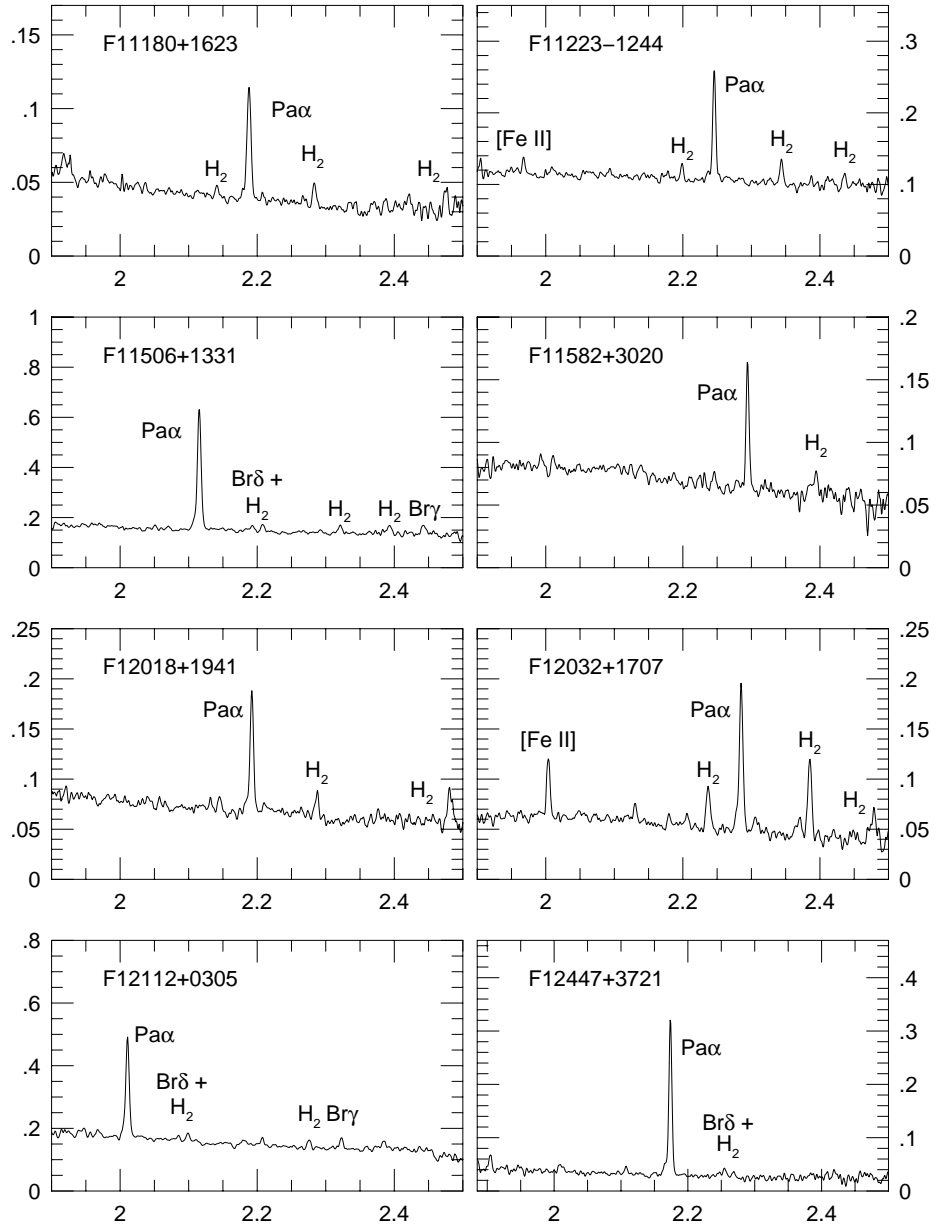 F11180+1623
Paα
H2
H2
H2
.15
.1
.05
0
2
2.2
2.4
F11223−1244
Paα
[Fe II]
H2
H2
H2
.3
.2
.1
0
2
2.2
2.4
F11506+1331
Paα
Brδ +
H2
H2
H2 Brγ
1
.8
.6
.4
.2
0
2
2.2
2.4
F11582+3020
Paα
H2
.2
.15
.1
.05
0
2
2.2
2.4
F12018+1941
Paα
H2
H2
.25
.2
.15
.1
.05
0
2
2.2
2.4
F12032+1707
Paα
[Fe II]
H2
H2
H2
.25
.2
.15
.1
.05
0
2
2.2
2.4
F12112+0305
Paα
Brδ +
H2
H2 Brγ
.8
.6
.4
.2
0
2
2.2
2.4
F12447+3721
Paα
Brδ +
H2
.4
.3
.2
.1
0
2
2.2
2.4